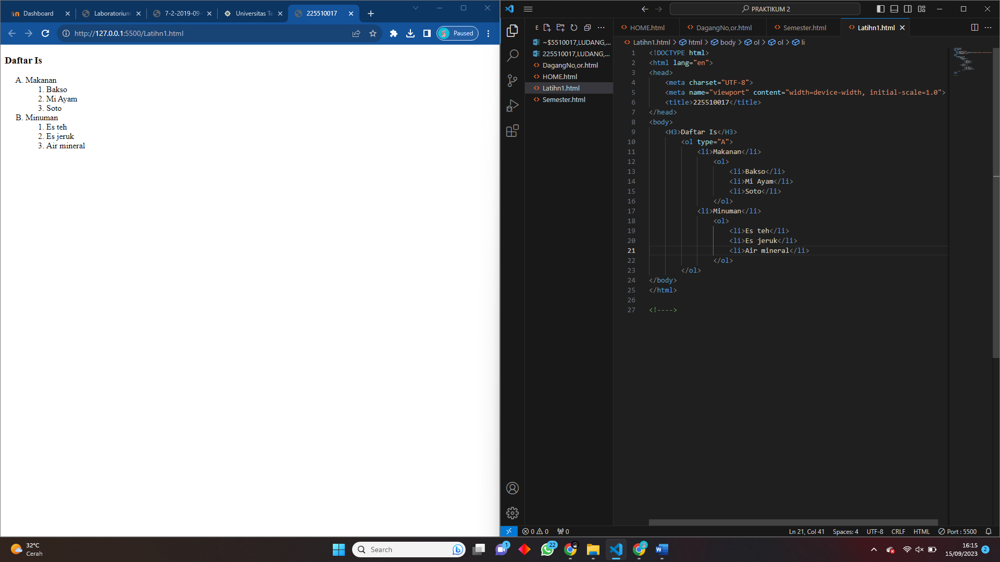 Dashboard
Laboratorium
7-2-2019-09-
Universitas Te
225510017
http://127.0.0.1:5500/Latihn1.html
Paused
Daftar Is
A. Makanan
1. Bakso
2. Mi Ayam
3. Soto
B. Minuman
1. Es teh
2. Es jeruk
3. Air mineral
PRAKTIKUM 2
E
~$5510017,LUDANG,...
225510017,LUDANG,...
DagangNo,or.html
HOME.html
Latihn1.html
Semester.html
HOME.html
DagangNo,or.html
Semester.html
Latihn1.html
Latihn1.html > html > body > ol > ol > li
1 <!DOCTYPE html>
2 <html lang="en">
3 <head>
4 <meta charset="UTF-8">
5 <meta name="viewport" content="width=device-width, initial-scale=1.0">
6 <title>225510017</title>
7 </head>
8 <body>
9 <H3>Daftar Is</H3>
10 <ol type="A">
11 <li>Makanan</li>
12 <ol>
13 <li>Bakso</li>
14 <li>Mi Ayam</li>
15 <li>Soto</li>
16 </ol>
17 <li>Minuman</li>
18 <ol>
19 <li>Es teh</li>
20 <li>Es jeruk</li>
21 <li>Air mineral</li>
22 </ol>
23 </ol>
24 </body>
25 </html>
26
27 <!---->
0 0 0
Ln 21, Col 41
Spaces: 4
UTF-8
CRLF
HTML
Port : 5500
32°C
Cerah
Search
1
22
16:15
15/09/2023
2